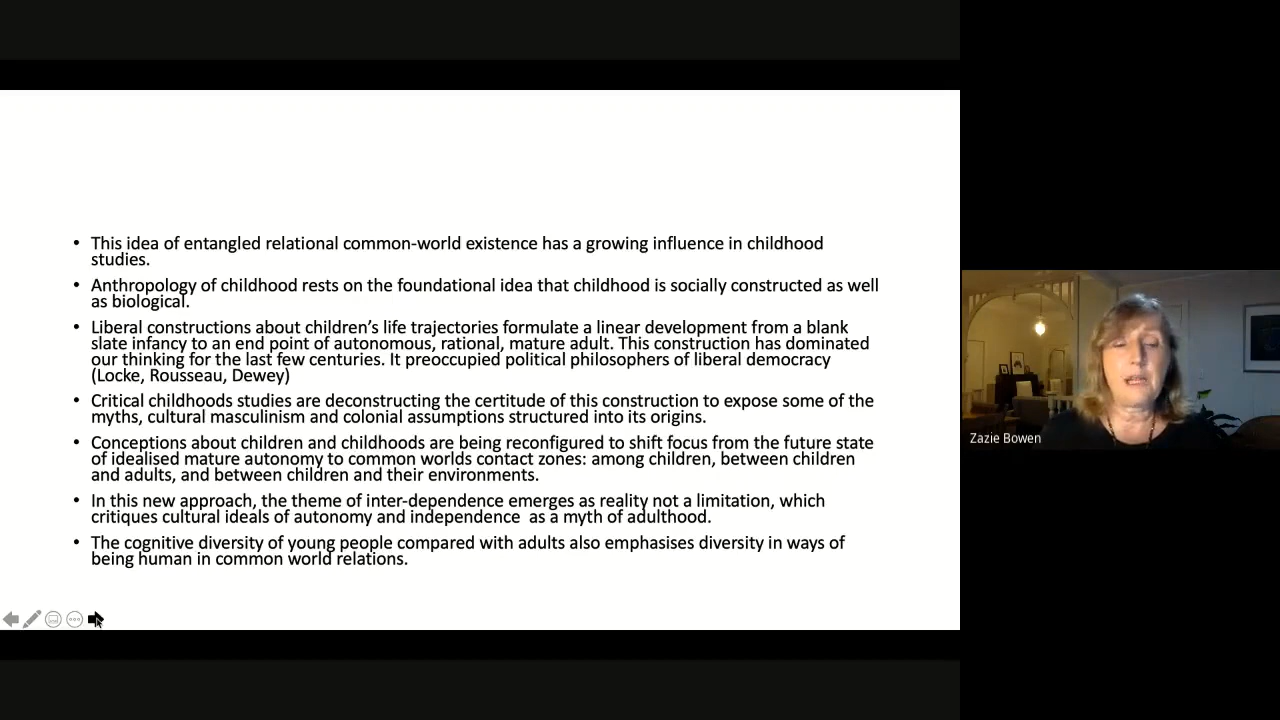 • This idea of entangled relational common-world existence has a growing influence in childhood
studies.
• Anthropology of childhood rests on the foundational idea that childhood is socially constructed as well
as biological.
• Liberal constructions about children’s life trajectories formulate a linear development from a blank
slate infancy to an end point of autonomous, rational, mature adult. This construction has dominated
our thinking for the last few centuries. It preoccupied political philosophers of liberal democracy
(Locke, Rousseau, Dewey)
• Critical childhoods studies are deconstructing the certitude of this construction to expose some of the
myths, cultural masculinism and colonial assumptions structured into its origins.
• Conceptions about children and childhoods are being reconfigured to shift focus from the future state
of idealised mature autonomy to common worlds contact zones: among children, between children
and adults, and between children and their environments.
• In this new approach, the theme of inter-dependence emerges as reality not a limitation, which
critiques cultural ideals of autonomy and independence  as a myth of adulthood.
• The cognitive diversity of young people compared with adults also emphasises diversity in ways of
being human in common world relations.
Zazie Bowen